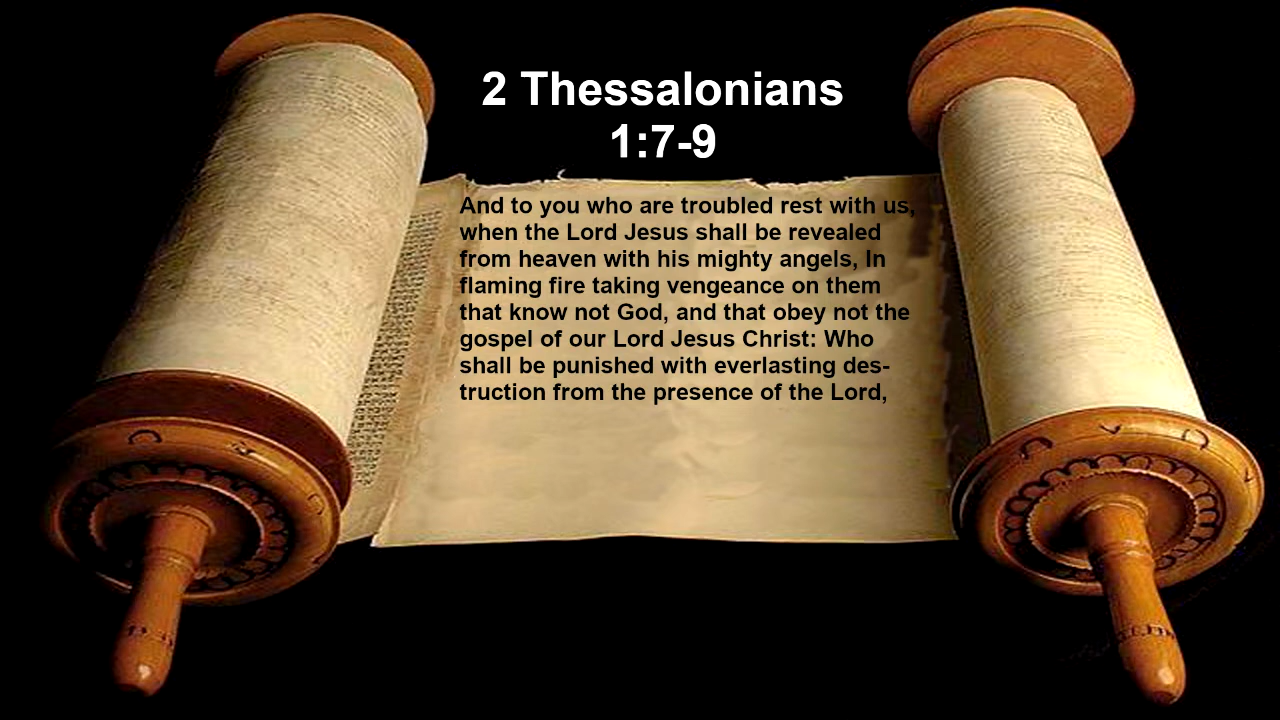 2 Thessalonians
1:7-9
And to you who are troubled rest with us,
when the Lord Jesus shall be revealed
from heaven with his mighty angels, In
flaming fire taking vengeance on them
that know not God, and that obey not the
gospel of our Lord Jesus Christ: Who
shall be punished with everlasting des-
truction from the presence of the Lord,